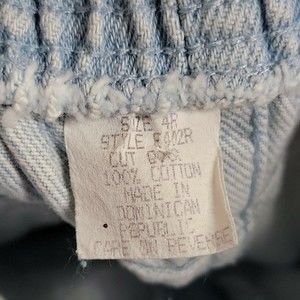 SIZE 4R
STYLE
CUT
100% COTTON
MADE IN
DOMINICAN
REPUBLIC
CARE ON REVERSE